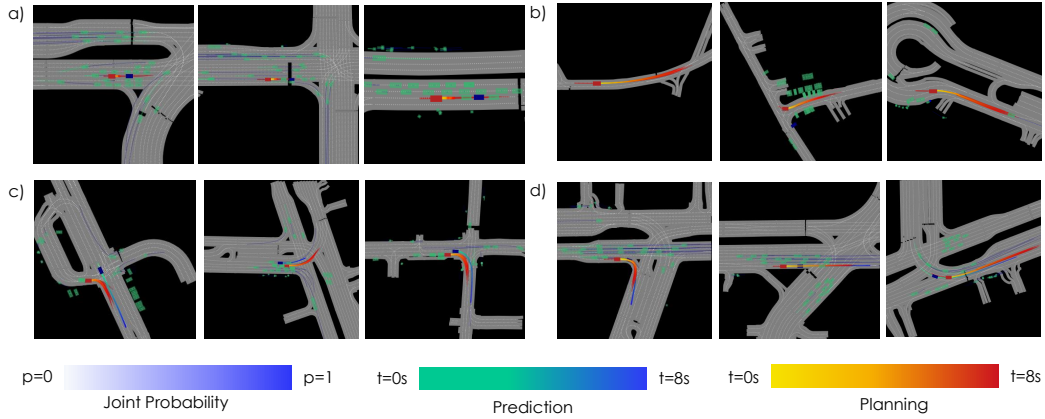 a)
b)
c)
d)
p=0 p=1
Joint Probability
t=0s t=8s
Prediction
t=0s t=8s
Planning